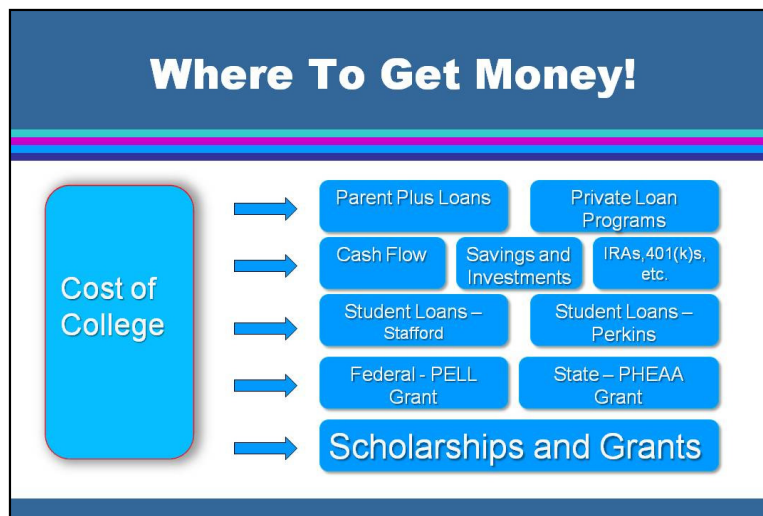 Where To Get Money!
Cost of
College
Parent Plus Loans
Private Loan
Programs
Cash Flow
Savings and
Investments
IRAs,401(k)s,
etc.
Student Loans –
Stafford
Student Loans –
Perkins
Federal - PELL
Grant
State – PHEAA
Grant
Scholarships and Grants